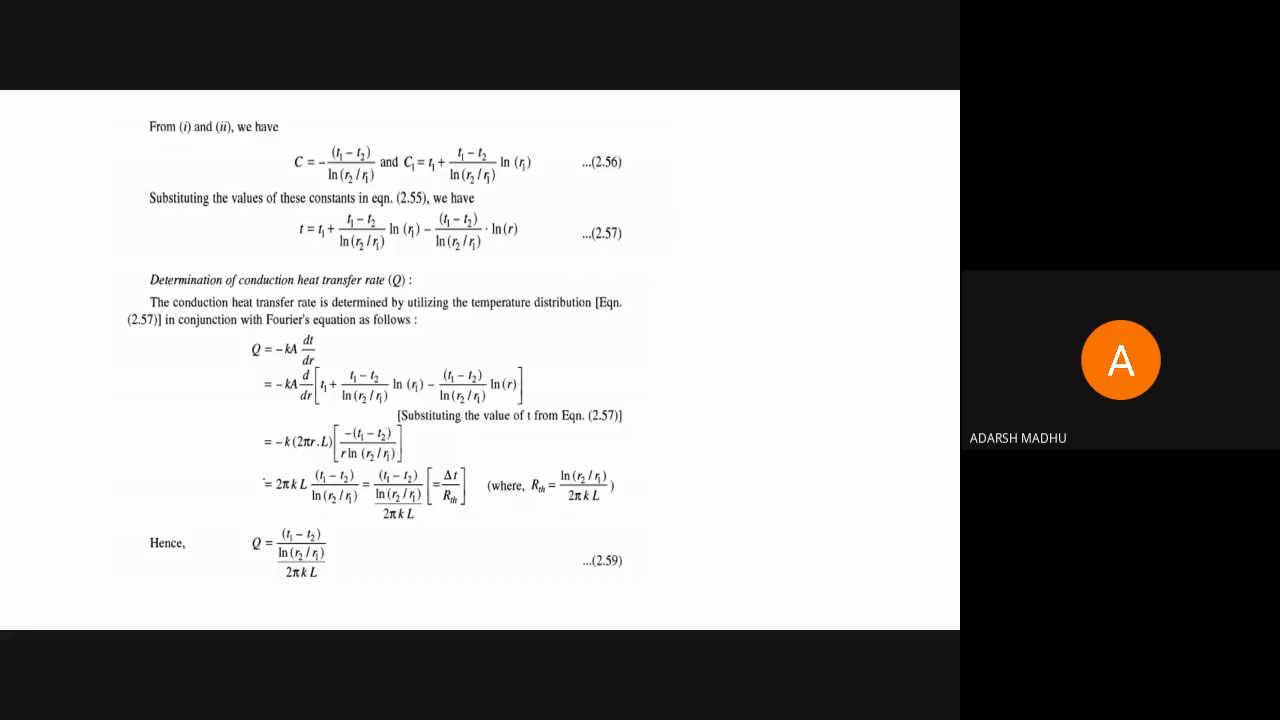 From (i) and (ii), we have
C = − (t₁ − t₂) / ln (r₂ / r₁) and C₁ = t₁ + (t₁ − t₂) / ln (r₂ / r₁) ln (r₁) ...(2.56)
Substituting the values of these constants in eqn. (2.55), we have
t = t₁ + (t₁ − t₂) / ln (r₂ / r₁) ln (r₁) − (t₁ − t₂) / ln (r₂ / r₁) · ln (r) ...(2.57)
Determination of conduction heat transfer rate (Q) :
The conduction heat transfer rate is determined by utilizing the temperature distribution [Eqn.
(2.57)] in conjunction with Fourier's equation as follows :
Q = − kA dt / dr
= − kA d / dr [t₁ + (t₁ − t₂) / ln (r₂ / r₁) ln (r₁) − (t₁ − t₂) / ln (r₂ / r₁) ln (r)]
[Substituting the value of t from Eqn. (2.57)]
= − k (2πr . L) [−(t₁ − t₂) / r ln (r₂ / r₁)]
= 2π k L (t₁ − t₂) / ln (r₂ / r₁) = (t₁ − t₂) / (ln (r₂ / r₁) / 2π k L) [= Δt / Rth] (where, Rth = ln (r₂ / r₁) / 2π k L )
Hence, Q = (t₁ − t₂) / (ln (r₂ / r₁) / 2π k L) ...(2.59)
A
ADARSH MADHU